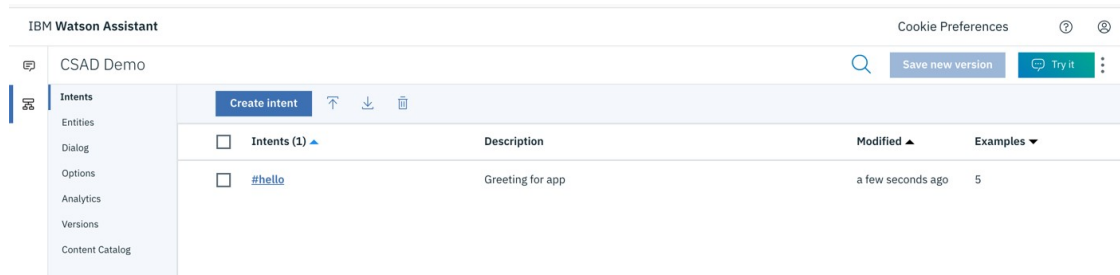 IBM Watson Assistant Cookie Preferences
CSAD Demo Save new version Try it
Intents
Entities
Dialog
Options
Analytics
Versions
Content Catalog
Create intent
Intents (1) Description Modified Examples
#hello Greeting for app a few seconds ago 5